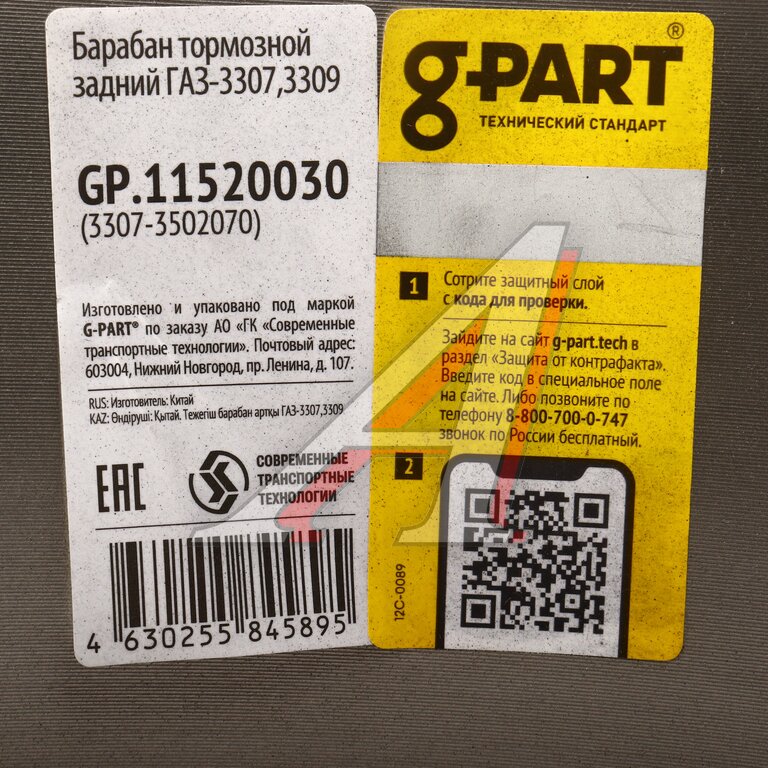 Барабан тормозной
задний ГАЗ-3307,3309
GP.11520030
(3307-3502070)
Изготовлено и упаковано под маркой
G-PART® по заказу АО «ГК «Современные
транспортные технологии». Почтовый адрес:
603004, Нижний Новгород, пр. Ленина, д. 107.
RUS: Изготовитель: Китай
KAZ: Өндіруші: Қытай. Тежегіш барабан артқы ГАЗ-3307,3309
EAC
СОВРЕМЕННЫЕ
ТРАНСПОРТНЫЕ
ТЕХНОЛОГИИ
4 630255 845895
g-PART®
ТЕХНИЧЕСКИЙ СТАНДАРТ
1
Сотрите защитный слой
с кода для проверки.
Зайдите на сайт g-part.tech в
раздел «Защита от контрафакта».
Введите код в специальное поле
на сайте. Либо позвоните по
телефону 8-800-700-0-747
звонок по России бесплатный.
2
12С-0089